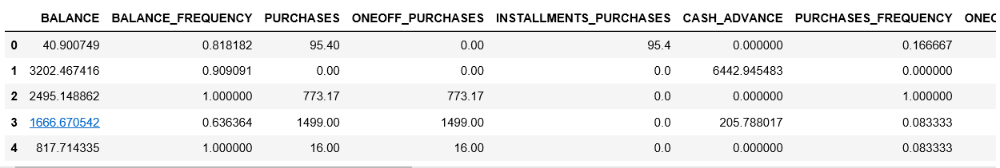 BALANCE BALANCE_FREQUENCY PURCHASES ONEOFF_PURCHASES INSTALLMENTS_PURCHASES CASH_ADVANCE PURCHASES_FREQUENCY ONEC
0 40.900749 0.818182 95.40 0.00 95.4 0.000000 0.166667
1 3202.467416 0.909091 0.00 0.00 0.0 6442.945483 0.000000
2 2495.148862 1.000000 773.17 773.17 0.0 0.000000 1.000000
3 1666.670542 0.636364 1499.00 1499.00 0.0 205.788017 0.083333
4 817.714335 1.000000 16.00 16.00 0.0 0.000000 0.083333